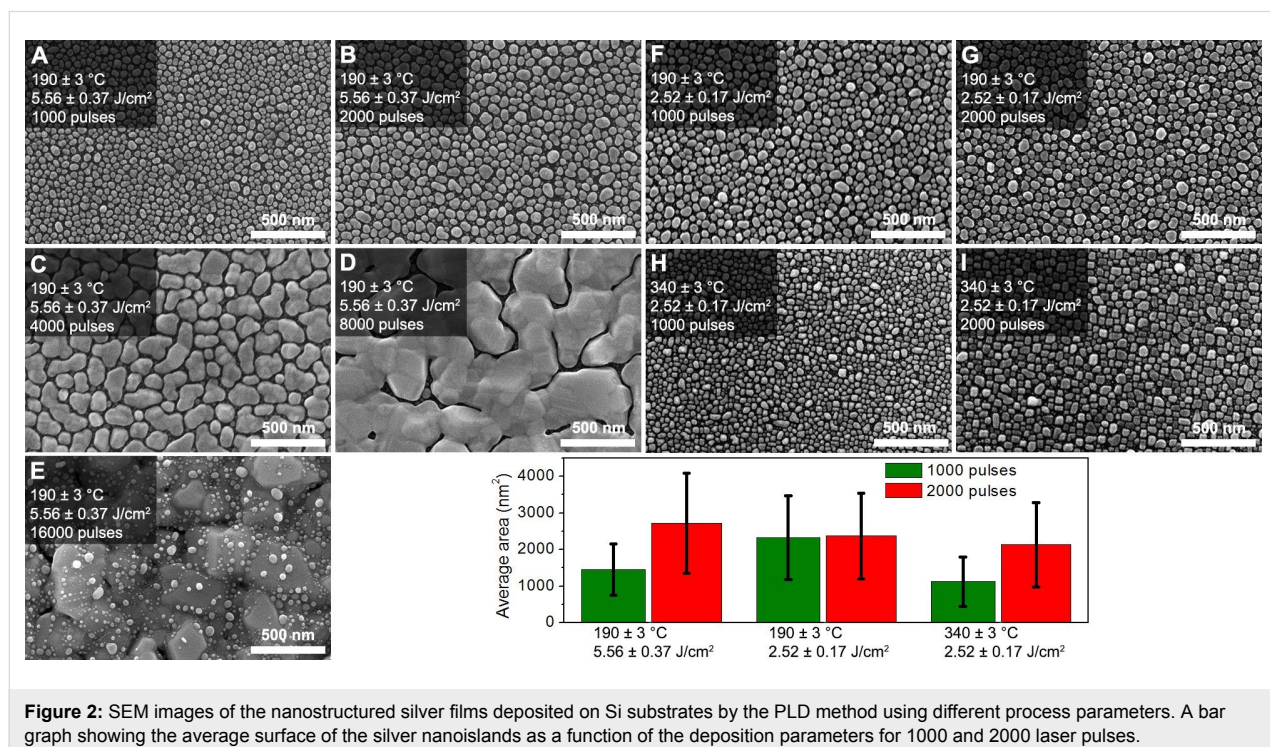 A
190 ± 3 °C
5.56 ± 0.37 J/cm²
1000 pulses
500 nm
B
190 ± 3 °C
5.56 ± 0.37 J/cm²
2000 pulses
500 nm
F
190 ± 3 °C
2.52 ± 0.17 J/cm²
1000 pulses
500 nm
G
190 ± 3 °C
2.52 ± 0.17 J/cm²
2000 pulses
500 nm
C
190 ± 3 °C
5.56 ± 0.37 J/cm²
4000 pulses
500 nm
D
190 ± 3 °C
5.56 ± 0.37 J/cm²
8000 pulses
500 nm
H
340 ± 3 °C
2.52 ± 0.17 J/cm²
1000 pulses
500 nm
I
340 ± 3 °C
2.52 ± 0.17 J/cm²
2000 pulses
500 nm
E
190 ± 3 °C
5.56 ± 0.37 J/cm²
16000 pulses
500 nm
Average area (nm²)
4000
3000
2000
1000
0
1000 pulses
2000 pulses
190 ± 3 °C
5.56 ± 0.37 J/cm²
190 ± 3 °C
2.52 ± 0.17 J/cm²
340 ± 3 °C
2.52 ± 0.17 J/cm²
Figure 2: SEM images of the nanostructured silver films deposited on Si substrates by the PLD method using different process parameters. A bar
graph showing the average surface of the silver nanoislands as a function of the deposition parameters for 1000 and 2000 laser pulses.